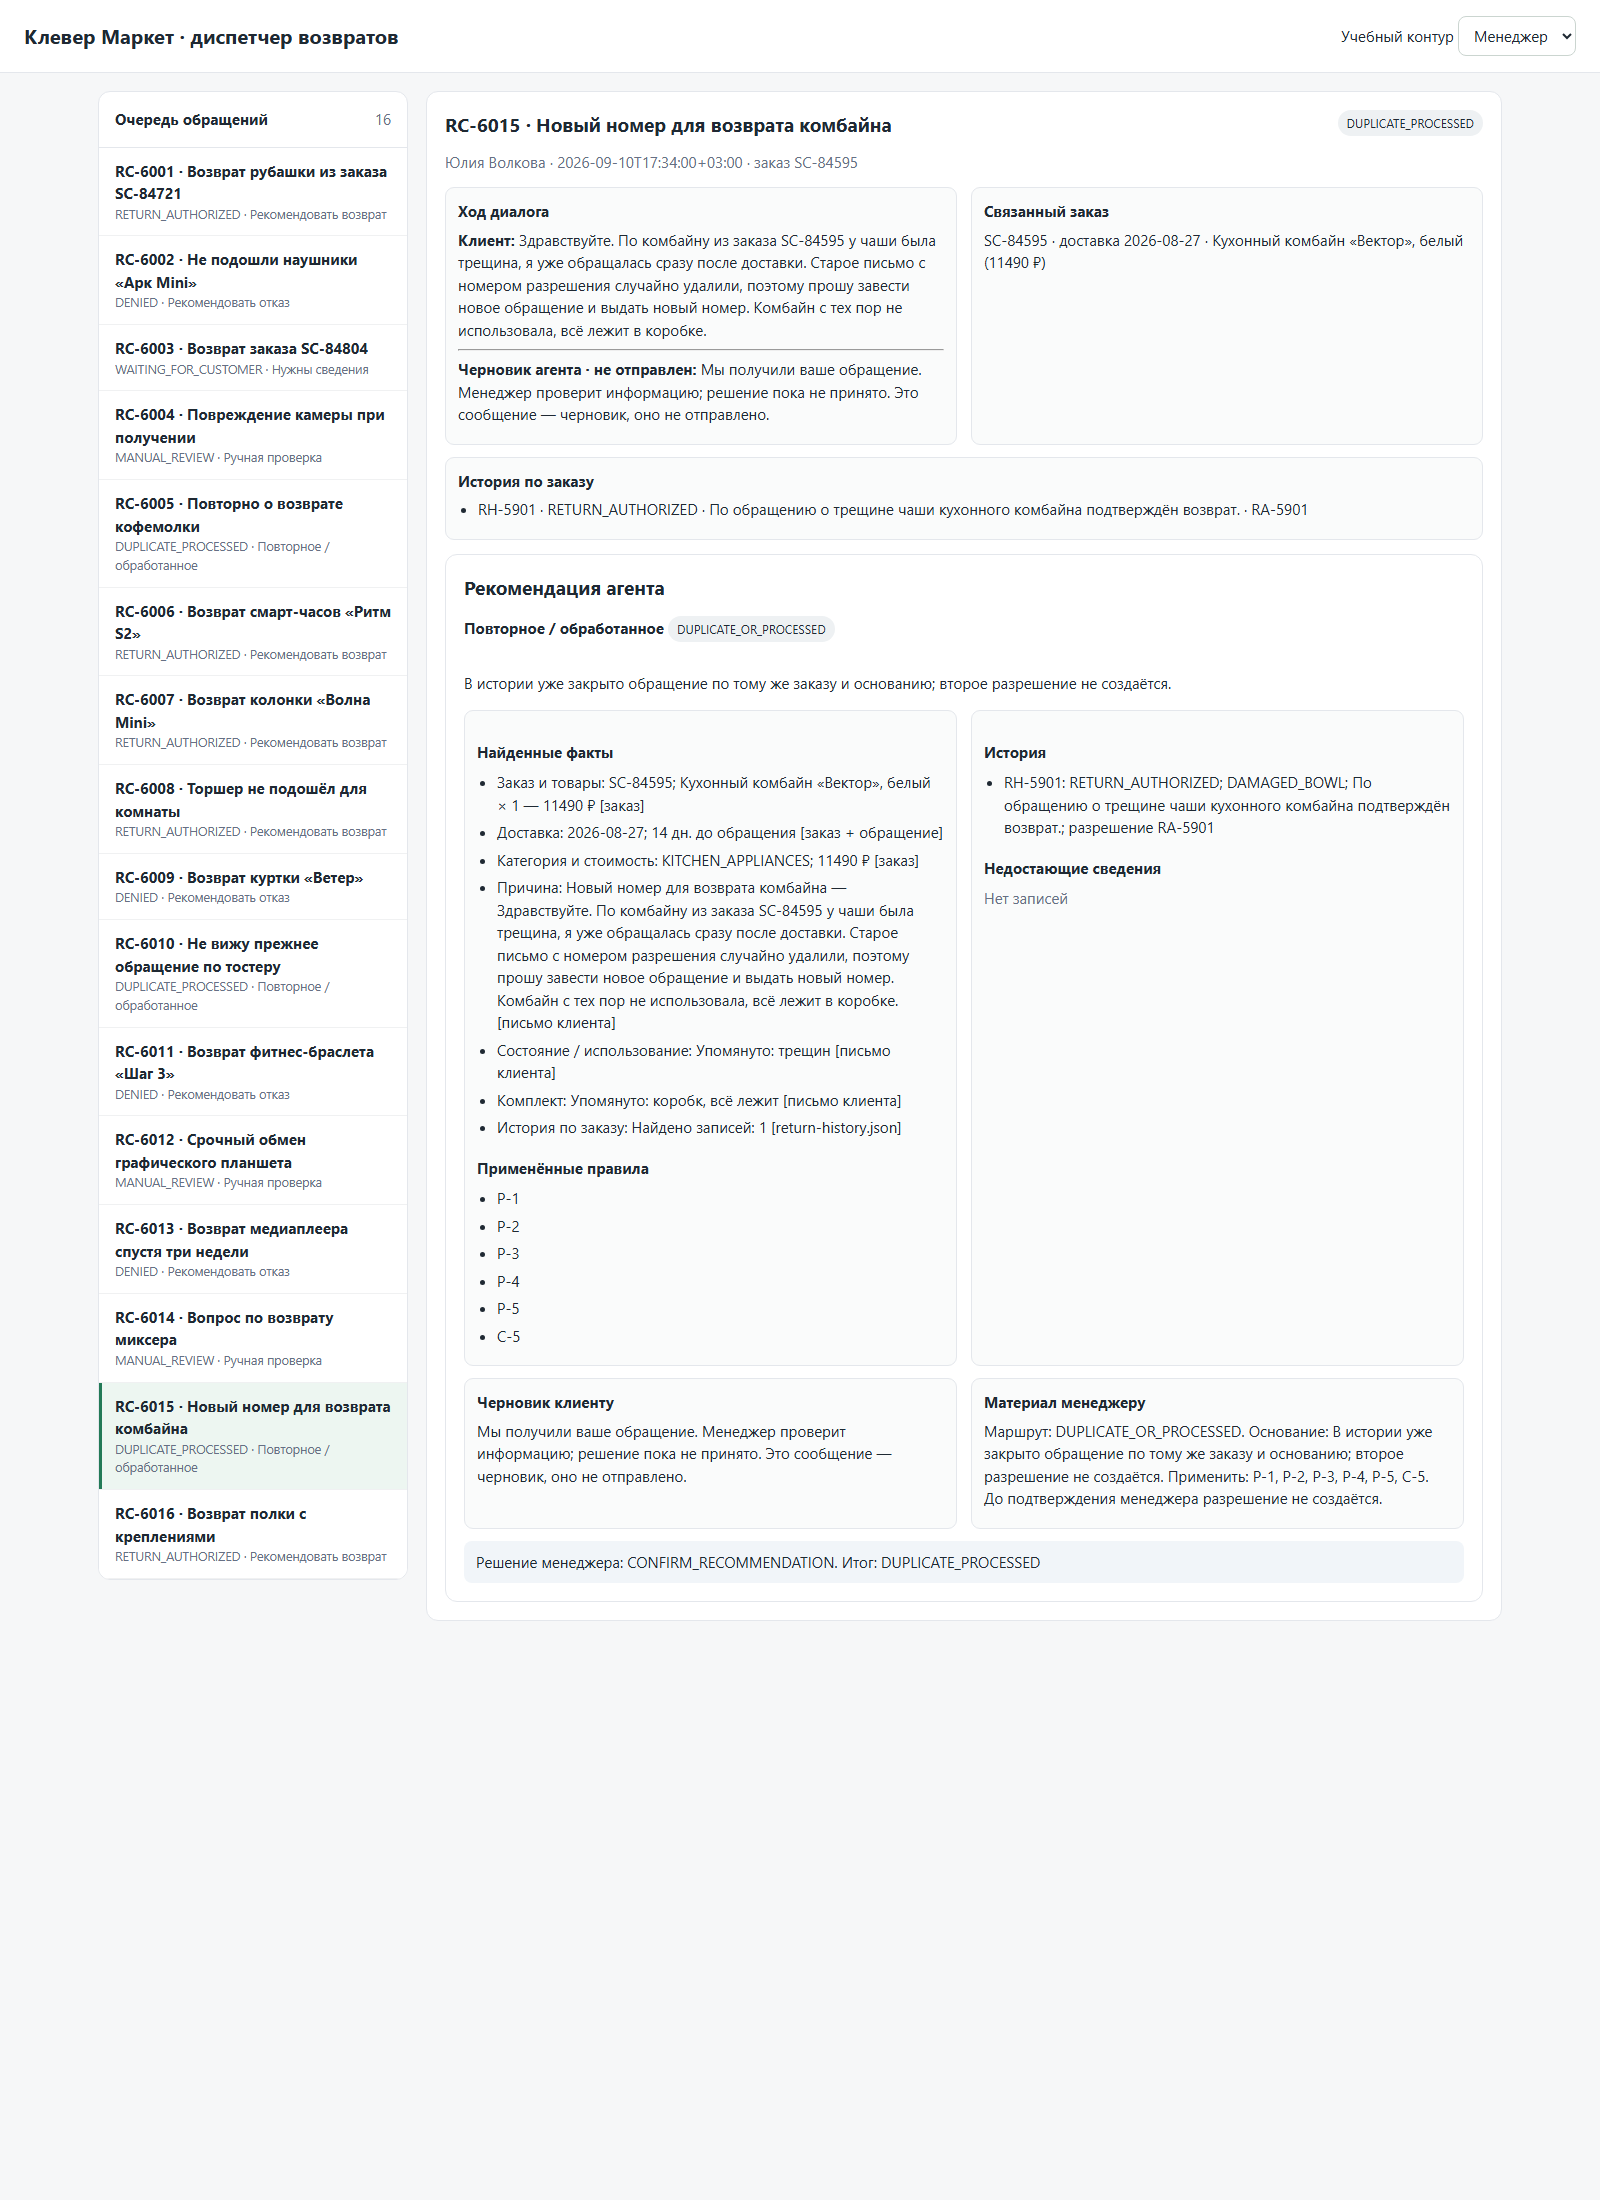 Клевер Маркет · диспетчер возвратов
Учебный контур
Менеджер
Очередь обращений
16
RC-6001 · Возврат рубашки из заказа
SC-84721
RETURN_AUTHORIZED · Рекомендовать возврат
RC-6002 · Не подошли наушники
«Арк Mini»
DENIED · Рекомендовать отказ
RC-6003 · Возврат заказа SC-84804
WAITING_FOR_CUSTOMER · Нужны сведения
RC-6004 · Повреждение камеры при
получении
MANUAL_REVIEW · Ручная проверка
RC-6005 · Повторно о возврате
кофемолки
DUPLICATE_PROCESSED · Повторное /
обработанное
RC-6006 · Возврат смарт-часов «Ритм
S2»
RETURN_AUTHORIZED · Рекомендовать возврат
RC-6007 · Возврат колонки «Волна
Mini»
RETURN_AUTHORIZED · Рекомендовать возврат
RC-6008 · Торшер не подошёл для
комнаты
RETURN_AUTHORIZED · Рекомендовать возврат
RC-6009 · Возврат куртки «Ветер»
DENIED · Рекомендовать отказ
RC-6010 · Не вижу прежнее
обращение по тостеру
DUPLICATE_PROCESSED · Повторное /
обработанное
RC-6011 · Возврат фитнес-браслета
«Шаг 3»
DENIED · Рекомендовать отказ
RC-6012 · Срочный обмен
графического планшета
MANUAL_REVIEW · Ручная проверка
RC-6013 · Возврат медиаплеера
спустя три недели
DENIED · Рекомендовать отказ
RC-6014 · Вопрос по возврату
миксера
MANUAL_REVIEW · Ручная проверка
RC-6015 · Новый номер для возврата
комбайна
DUPLICATE_PROCESSED · Повторное /
обработанное
RC-6016 · Возврат полки с
креплениями
RETURN_AUTHORIZED · Рекомендовать возврат
RC-6015 · Новый номер для возврата комбайна
DUPLICATE_PROCESSED
Юлия Волкова · 2026-09-10T17:34:00+03:00 · заказ SC-84595
Ход диалога
Клиент: Здравствуйте. По комбайну из заказа SC-84595 у чаши была
трещина, я уже обращалась сразу после доставки. Старое письмо с
номером разрешения случайно удалили, поэтому прошу завести
новое обращение и выдать новый номер. Комбайн с тех пор не
использовала, всё лежит в коробке.
Черновик агента · не отправлен: Мы получили ваше обращение.
Менеджер проверит информацию; решение пока не принято. Это
сообщение — черновик, оно не отправлено.
Связанный заказ
SC-84595 · доставка 2026-08-27 · Кухонный комбайн «Вектор», белый
(11490 ₽)
История по заказу
• RH-5901 · RETURN_AUTHORIZED · По обращению о трещине чаши кухонного комбайна подтверждён возврат. · RA-5901
Рекомендация агента
Повторное / обработанное DUPLICATE_OR_PROCESSED
В истории уже закрыто обращение по тому же заказу и основанию; второе разрешение не создаётся.
Найденные факты
• Заказ и товары: SC-84595; Кухонный комбайн «Вектор», белый
× 1 — 11490 ₽ [заказ]
• Доставка: 2026-08-27; 14 дн. до обращения [заказ + обращение]
• Категория и стоимость: KITCHEN_APPLIANCES; 11490 ₽ [заказ]
• Причина: Новый номер для возврата комбайна —
Здравствуйте. По комбайну из заказа SC-84595 у чаши была
трещина, я уже обращалась сразу после доставки. Старое
письмо с номером разрешения случайно удалили, поэтому
прошу завести новое обращение и выдать новый номер.
Комбайн с тех пор не использовала, всё лежит в коробке.
[письмо клиента]
• Состояние / использование: Упомянуто: трещин [письмо
клиента]
• Комплект: Упомянуто: коробк, всё лежит [письмо клиента]
• История по заказу: Найдено записей: 1 [return-history.json]
Применённые правила
• P-1
• P-2
• P-3
• P-4
• P-5
• C-5
История
• RH-5901: RETURN_AUTHORIZED; DAMAGED_BOWL; По
обращению о трещине чаши кухонного комбайна подтверждён
возврат.; разрешение RA-5901
Недостающие сведения
Нет записей
Черновик клиенту
Мы получили ваше обращение. Менеджер проверит
информацию; решение пока не принято. Это сообщение —
черновик, оно не отправлено.
Материал менеджеру
Маршрут: DUPLICATE_OR_PROCESSED. Основание: В истории уже
закрыто обращение по тому же заказу и основанию; второе
разрешение не создаётся. Применить: P-1, P-2, P-3, P-4, P-5, C-5.
До подтверждения менеджера разрешение не создаётся.
Решение менеджера: CONFIRM_RECOMMENDATION. Итог: DUPLICATE_PROCESSED